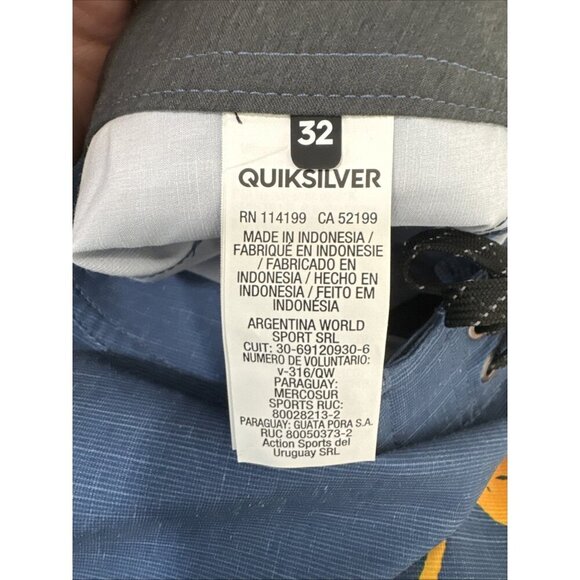 32
QUIKSILVER
RN 114199 CA 52199
MADE IN INDONESIA /
FABRIQUÉ EN INDONESIE
/ FABRICADO EN
INDONESIA / HECHO EN
INDONESIA / FEITO EM
INDONÉSIA
ARGENTINA WORLD
SPORT SRL
CUIT: 30-69120930-6
NUMERO DE VOLUNTARIO:
v-316/QW
PARAGUAY:
MERCOSUR
SPORTS RUC:
80028213-2
PARAGUAY: GUATA PORA S.A.
RUC 80050373-2
Action Sports del
Uruguay SRL